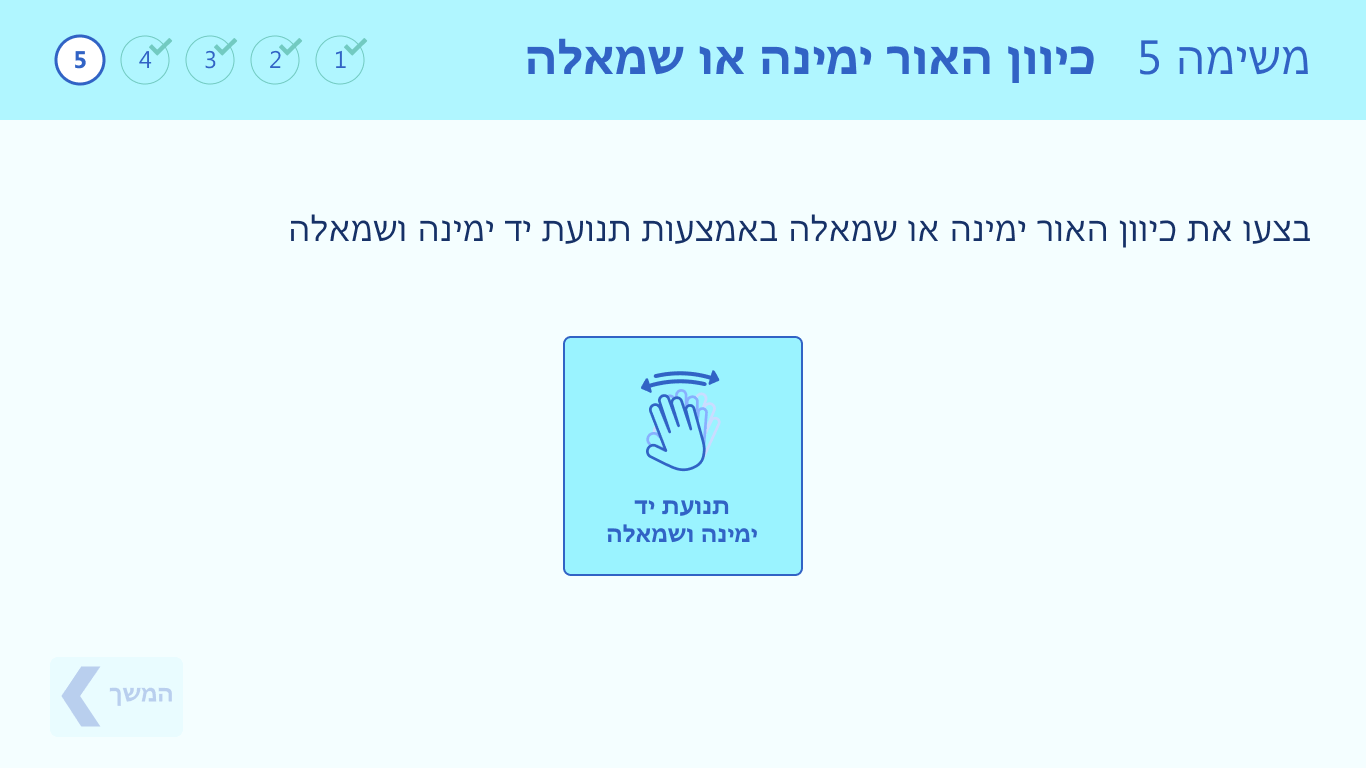 משימה 5 כיוון האור ימינה או שמאלה
1 2 3 4 5
בצעו את כיוון האור ימינה או שמאלה באמצעות תנועת יד ימינה ושמאלה
תנועת יד
ימינה ושמאלה
המשך